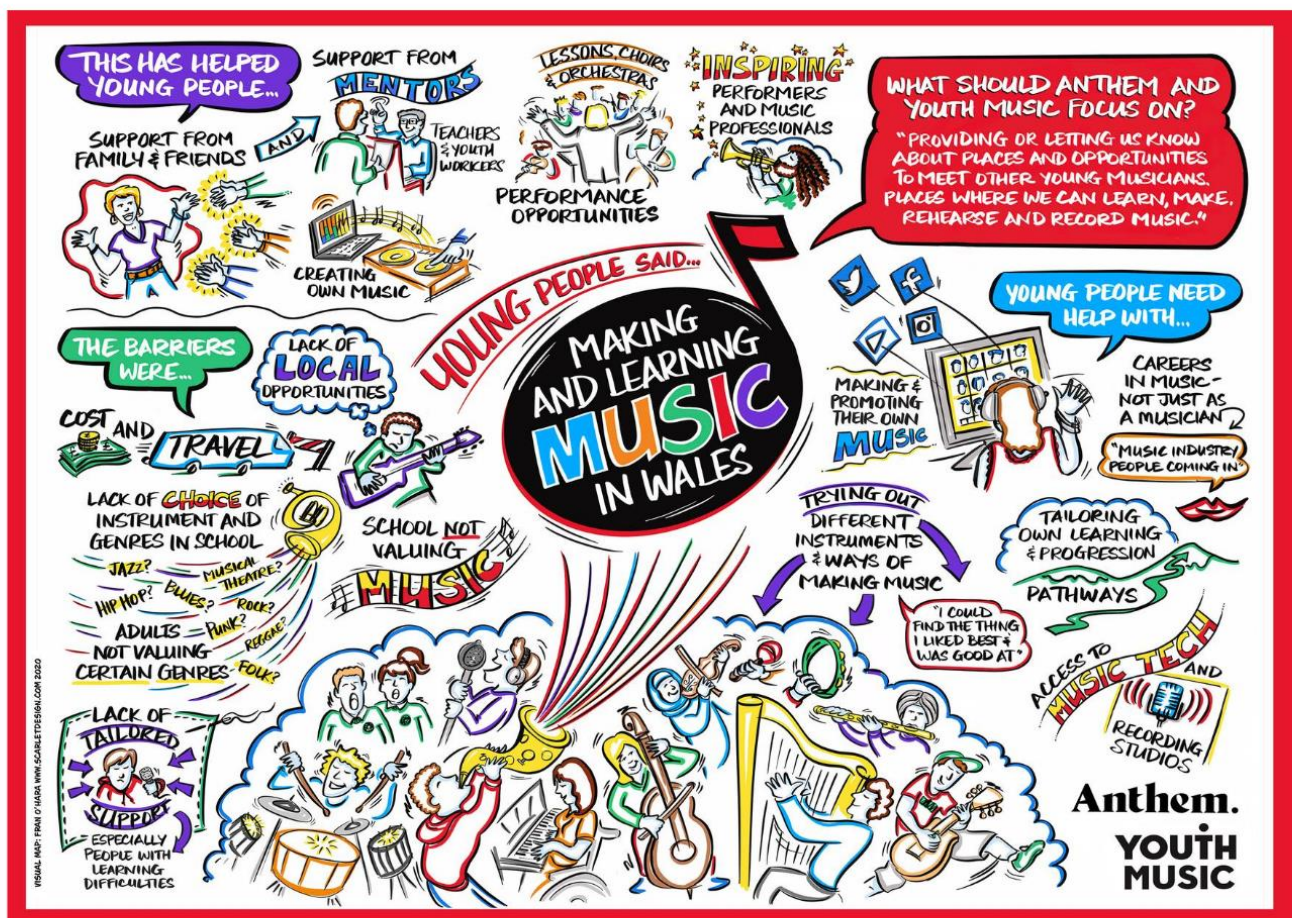 THIS HAS HELPED
YOUNG PEOPLE...
SUPPORT FROM
FAMILY & FRIENDS
AND
SUPPORT FROM
MENTORS
TEACHERS
& YOUTH
WORKERS
CREATING
OWN MUSIC
LESSONS, CHOIRS
& ORCHESTRAS
PERFORMANCE
OPPORTUNITIES
INSPIRING
PERFORMERS
AND MUSIC
PROFESSIONALS
WHAT SHOULD ANTHEM AND
YOUTH MUSIC FOCUS ON?
"PROVIDING OR LETTING US KNOW
ABOUT PLACES AND OPPORTUNITIES
TO MEET OTHER YOUNG MUSICIANS.
PLACES WHERE WE CAN LEARN, MAKE,
REHEARSE AND RECORD MUSIC."
YOUNG PEOPLE SAID...
MAKING
AND LEARNING
MUSIC
IN WALES
THE BARRIERS
WERE...
LACK OF
LOCAL
OPPORTUNITIES
COST AND
TRAVEL
LACK OF CHOICE OF
INSTRUMENT AND
GENRES IN SCHOOL
JAZZ?
MUSICAL
THEATRE?
HIP HOP?
BLUES?
ROCK?
PUNK?
REGGAE?
FOLK?
ADULTS
NOT VALUING
CERTAIN GENRES
SCHOOL NOT
VALUING
MUSIC
LACK OF
TAILORED
SUPPORT
ESPECIALLY
PEOPLE WITH
LEARNING
DIFFICULTIES
YOUNG PEOPLE NEED
HELP WITH...
MAKING &
PROMOTING
THEIR OWN
MUSIC
CAREERS
IN MUSIC -
NOT JUST AS
A MUSICIAN
"MUSIC INDUSTRY
PEOPLE COMING IN"
TRYING OUT
DIFFERENT
INSTRUMENTS
& WAYS OF
MAKING MUSIC
"I COULD
FIND THE THING
I LIKED BEST &
WAS GOOD AT"
TAILORING
OWN LEARNING
& PROGRESSION
PATHWAYS
ACCESS TO
MUSIC TECH
AND
RECORDING
STUDIOS
Anthem.
YOUTH
MUSIC
VISUAL MAP: FRAN O'HARA WWW.SCARLETDESIGN.COM 2020